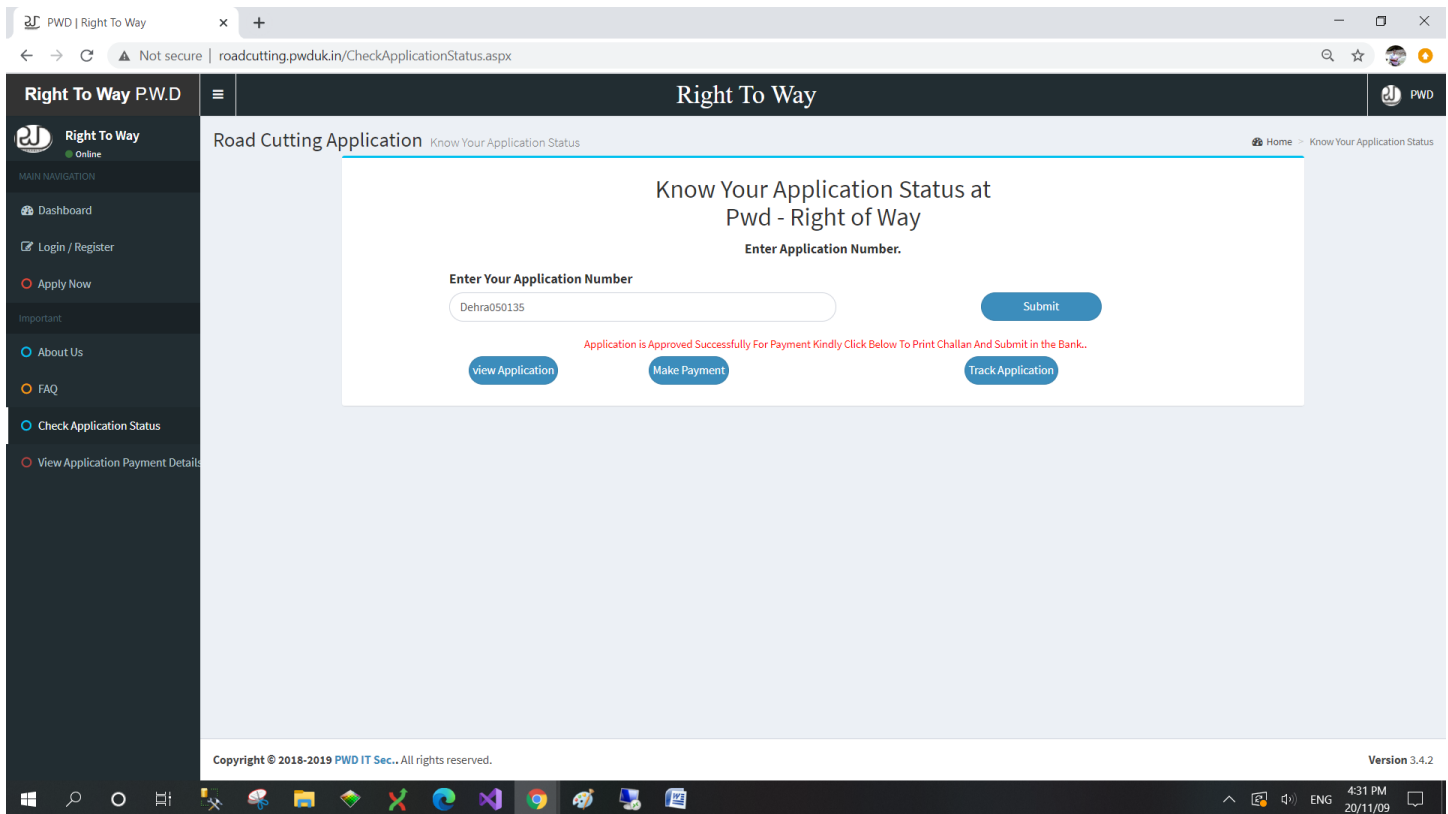 PWD | Right To Way
Not secure | roadcutting.pwduk.in/CheckApplicationStatus.aspx
Right To Way P.W.D
Right To Way
PWD
Right To Way
Online
Road Cutting Application Know Your Application Status
Home > Know Your Application Status
MAIN NAVIGATION
Dashboard
Login / Register
Apply Now
Important
About Us
FAQ
Check Application Status
View Application Payment Details
Know Your Application Status at
Pwd - Right of Way
Enter Application Number.
Enter Your Application Number
Dehra050135
Submit
Application is Approved Successfully For Payment Kindly Click Below To Print Challan And Submit in the Bank..
view Application
Make Payment
Track Application
Copyright © 2018-2019 PWD IT Sec.. All rights reserved.
Version 3.4.2
ENG
4:31 PM
20/11/09